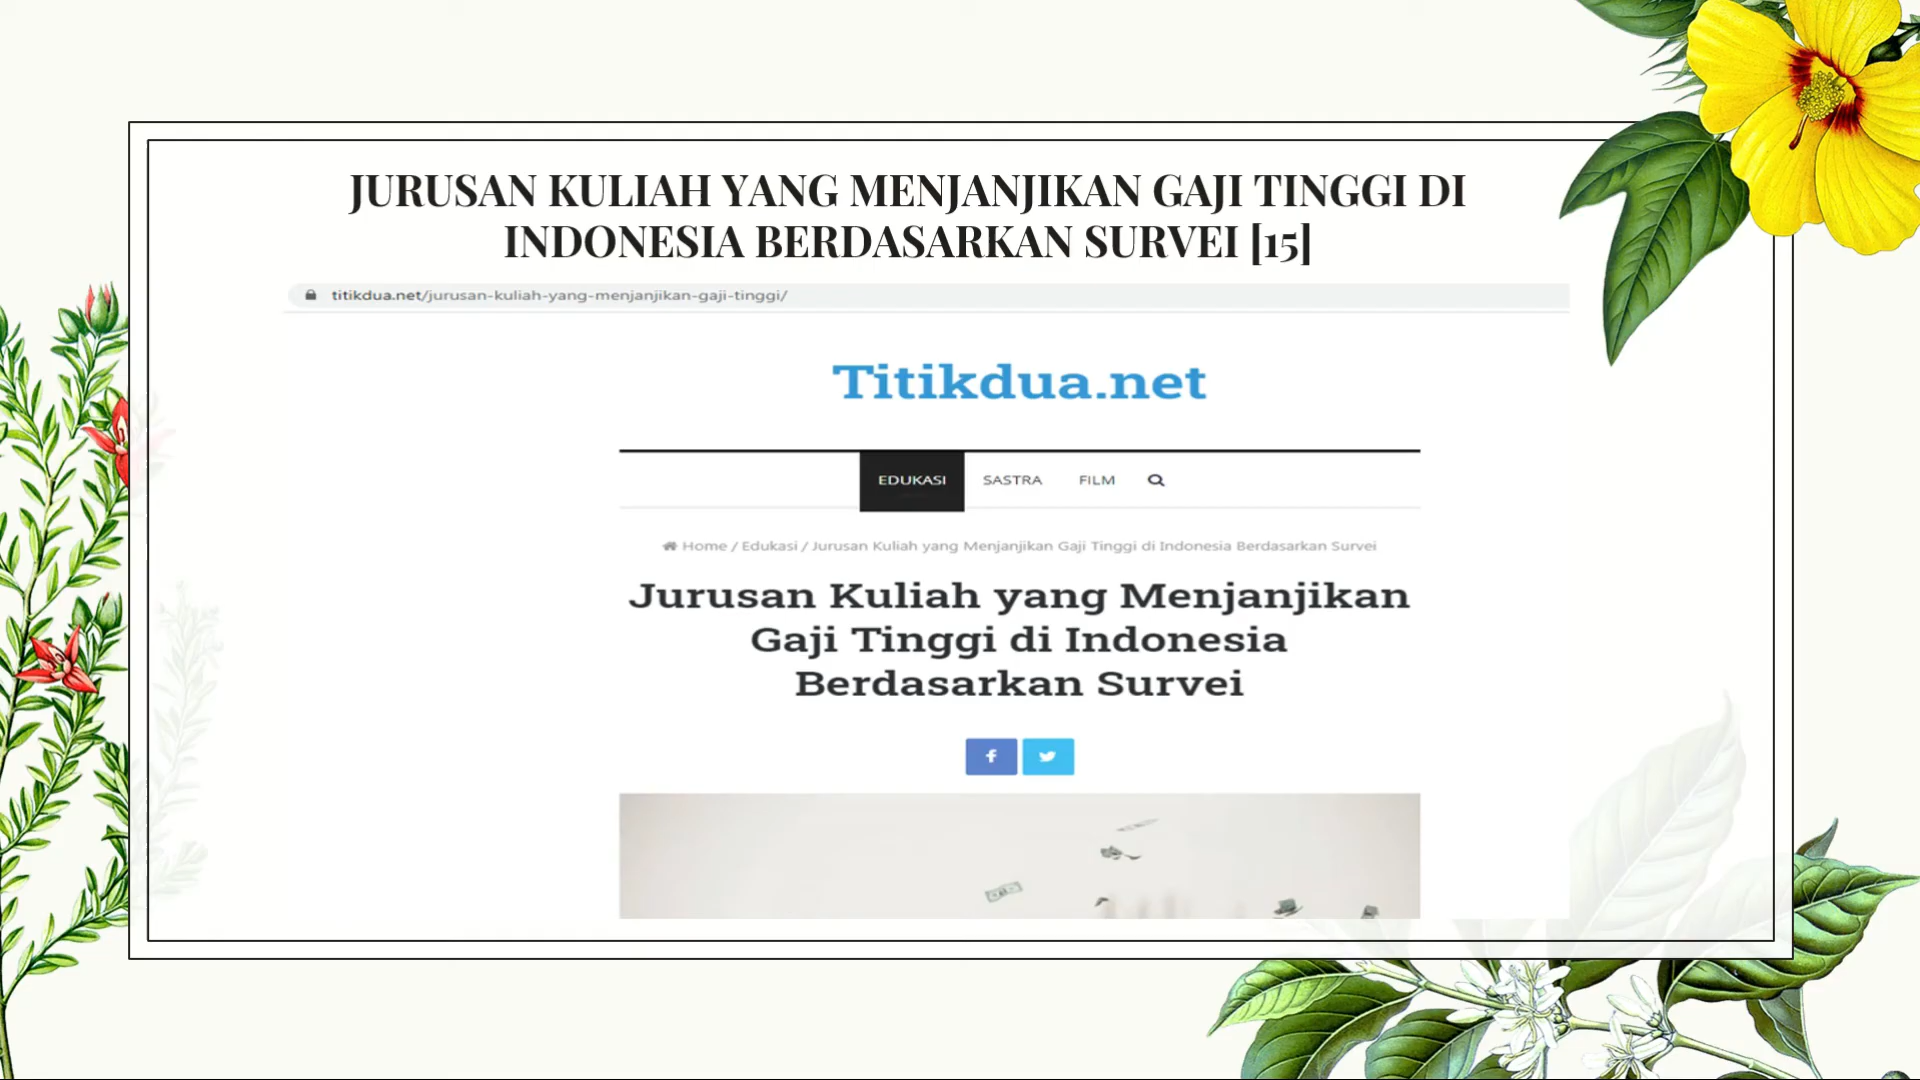 JURUSAN KULIAH YANG MENJANJIKAN GAJI TINGGI DI
INDONESIA BERDASARKAN SURVEI [15]
titikdua.net/jurusan-kuliah-yang-menjanjikan-gaji-tinggi/
Titikdua.net
EDUKASI SASTRA FILM
Home / Edukasi / Jurusan Kuliah yang Menjanjikan Gaji Tinggi di Indonesia Berdasarkan Survei
Jurusan Kuliah yang Menjanjikan
Gaji Tinggi di Indonesia
Berdasarkan Survei